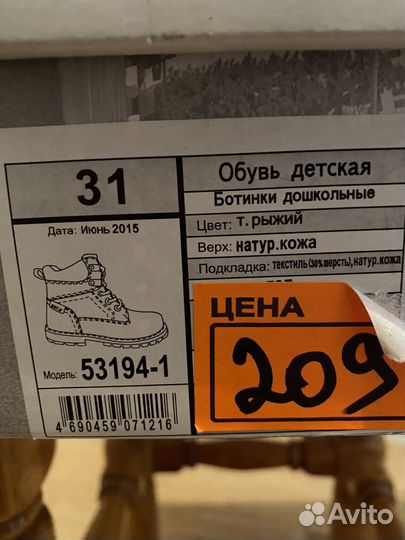 31
Обувь детская
Ботинки дошкольные
Дата: Июнь 2015
Цвет: т.рыжий
Верх: натур.кожа
Подкладка: текстиль(30%шерсть),натур.кожа
ЦЕНА
209
Модель: 53194-1
4 690459 071216
Avito